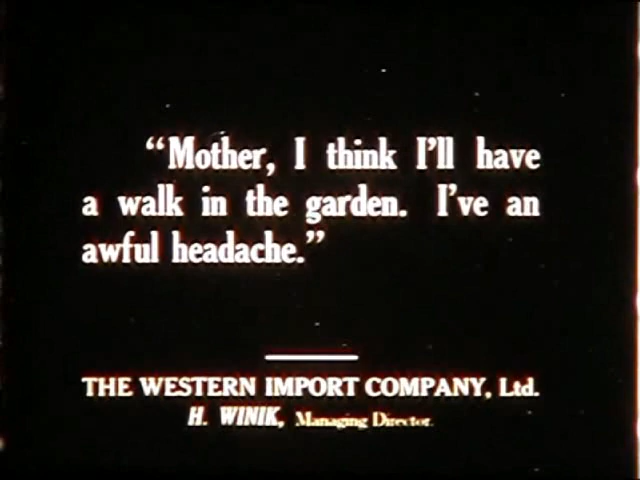 “Mother, I think I’ll have
a walk in the garden. I’ve an
awful headache.”
THE WESTERN IMPORT COMPANY, Ltd.
H. WINIK, Managing Director.